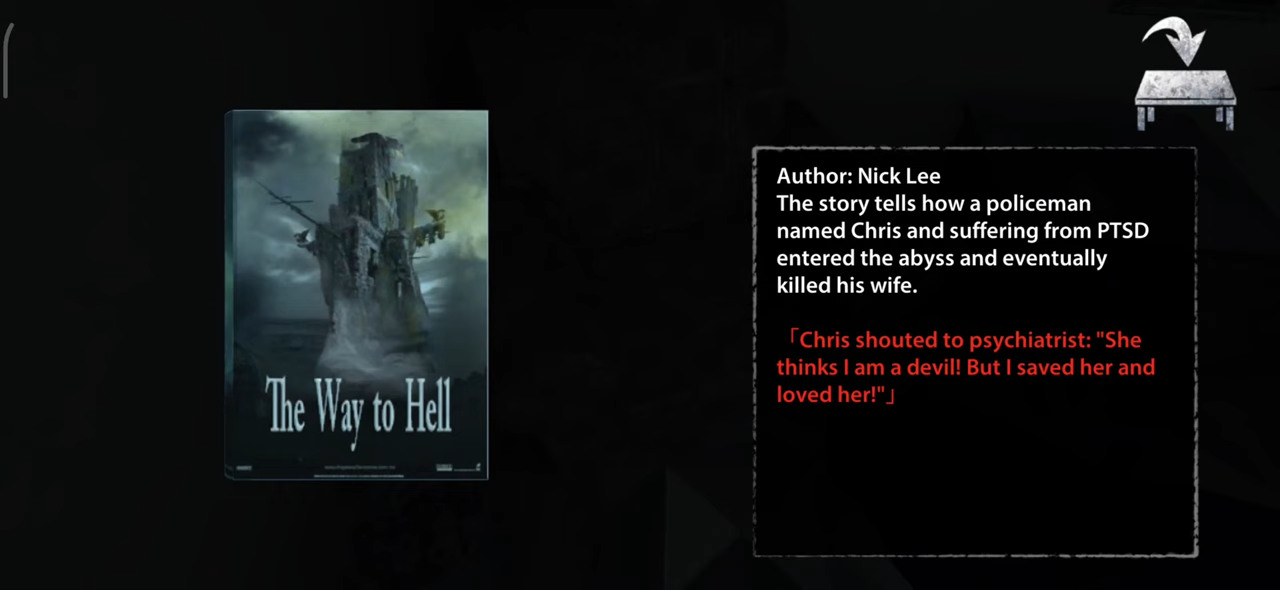 Author: Nick Lee
The story tells how a policeman
named Chris and suffering from PTSD
entered the abyss and eventually
killed his wife.
「Chris shouted to psychiatrist: "She
thinks I am a devil! But I saved her and
loved her!"」
The Way to Hell